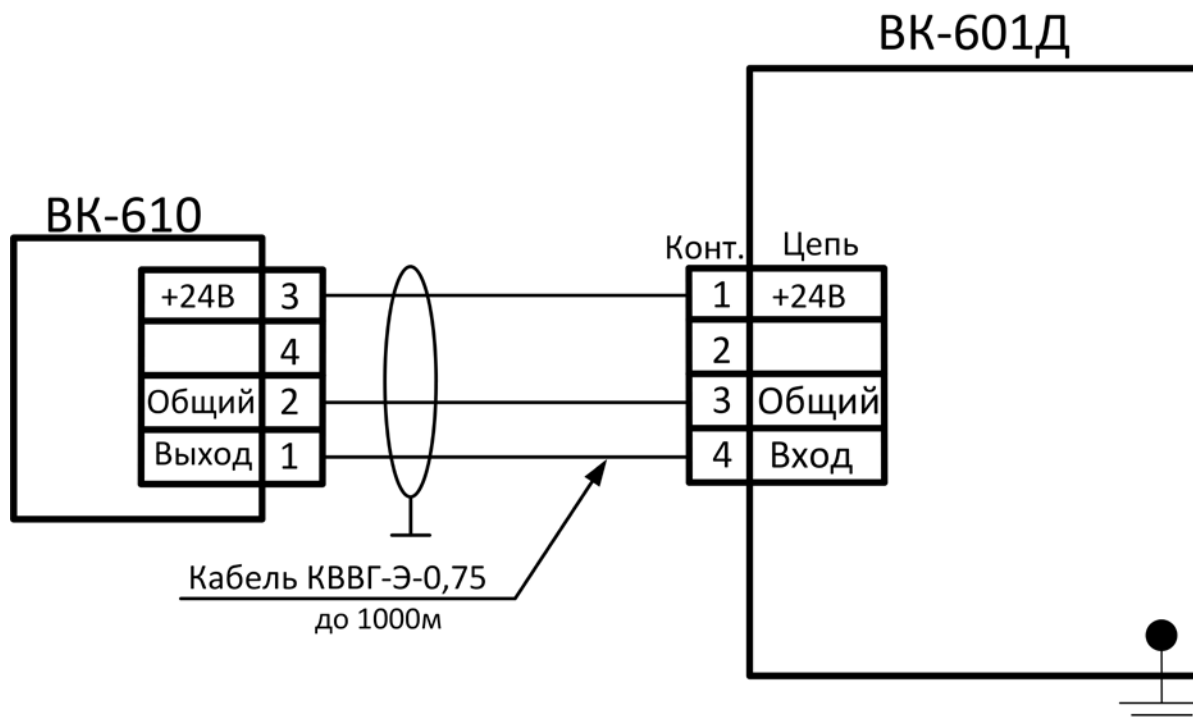 ВК-601Д
ВК-610
Конт. Цепь
+24В 3 1 +24В
4 2
Общий 2 3 Общий
Выход 1 4 Вход
Кабель КВВГ-Э-0,75
до 1000м